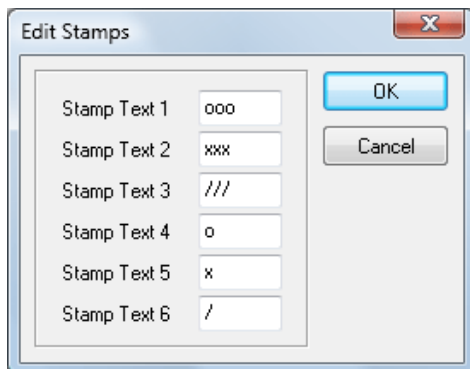 Edit Stamps
Stamp Text 1 ooo
OK
Stamp Text 2 xxx
Cancel
Stamp Text 3 ///
Stamp Text 4 o
Stamp Text 5 x
Stamp Text 6 /